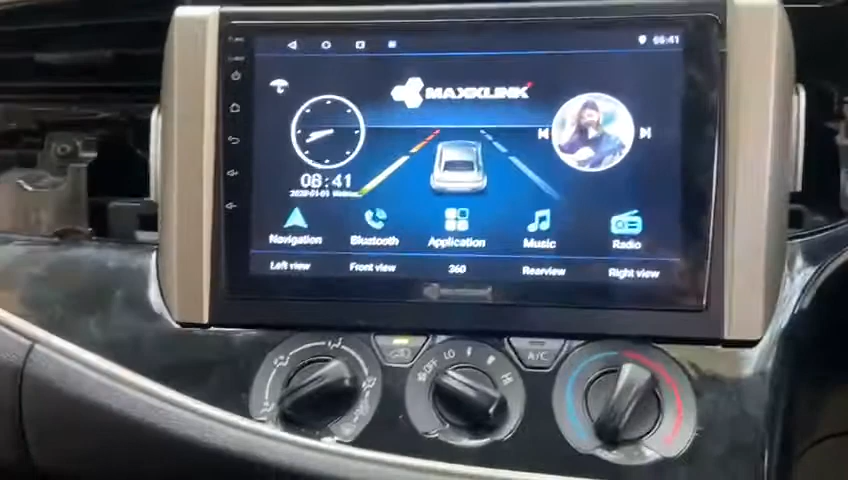 08:41
MAXXLINK
08:41
Navigation
Bluetooth
Application
Music
Radio
Left view
Front view
360
Rearview
Right view
OFF
LO
HI
A/C